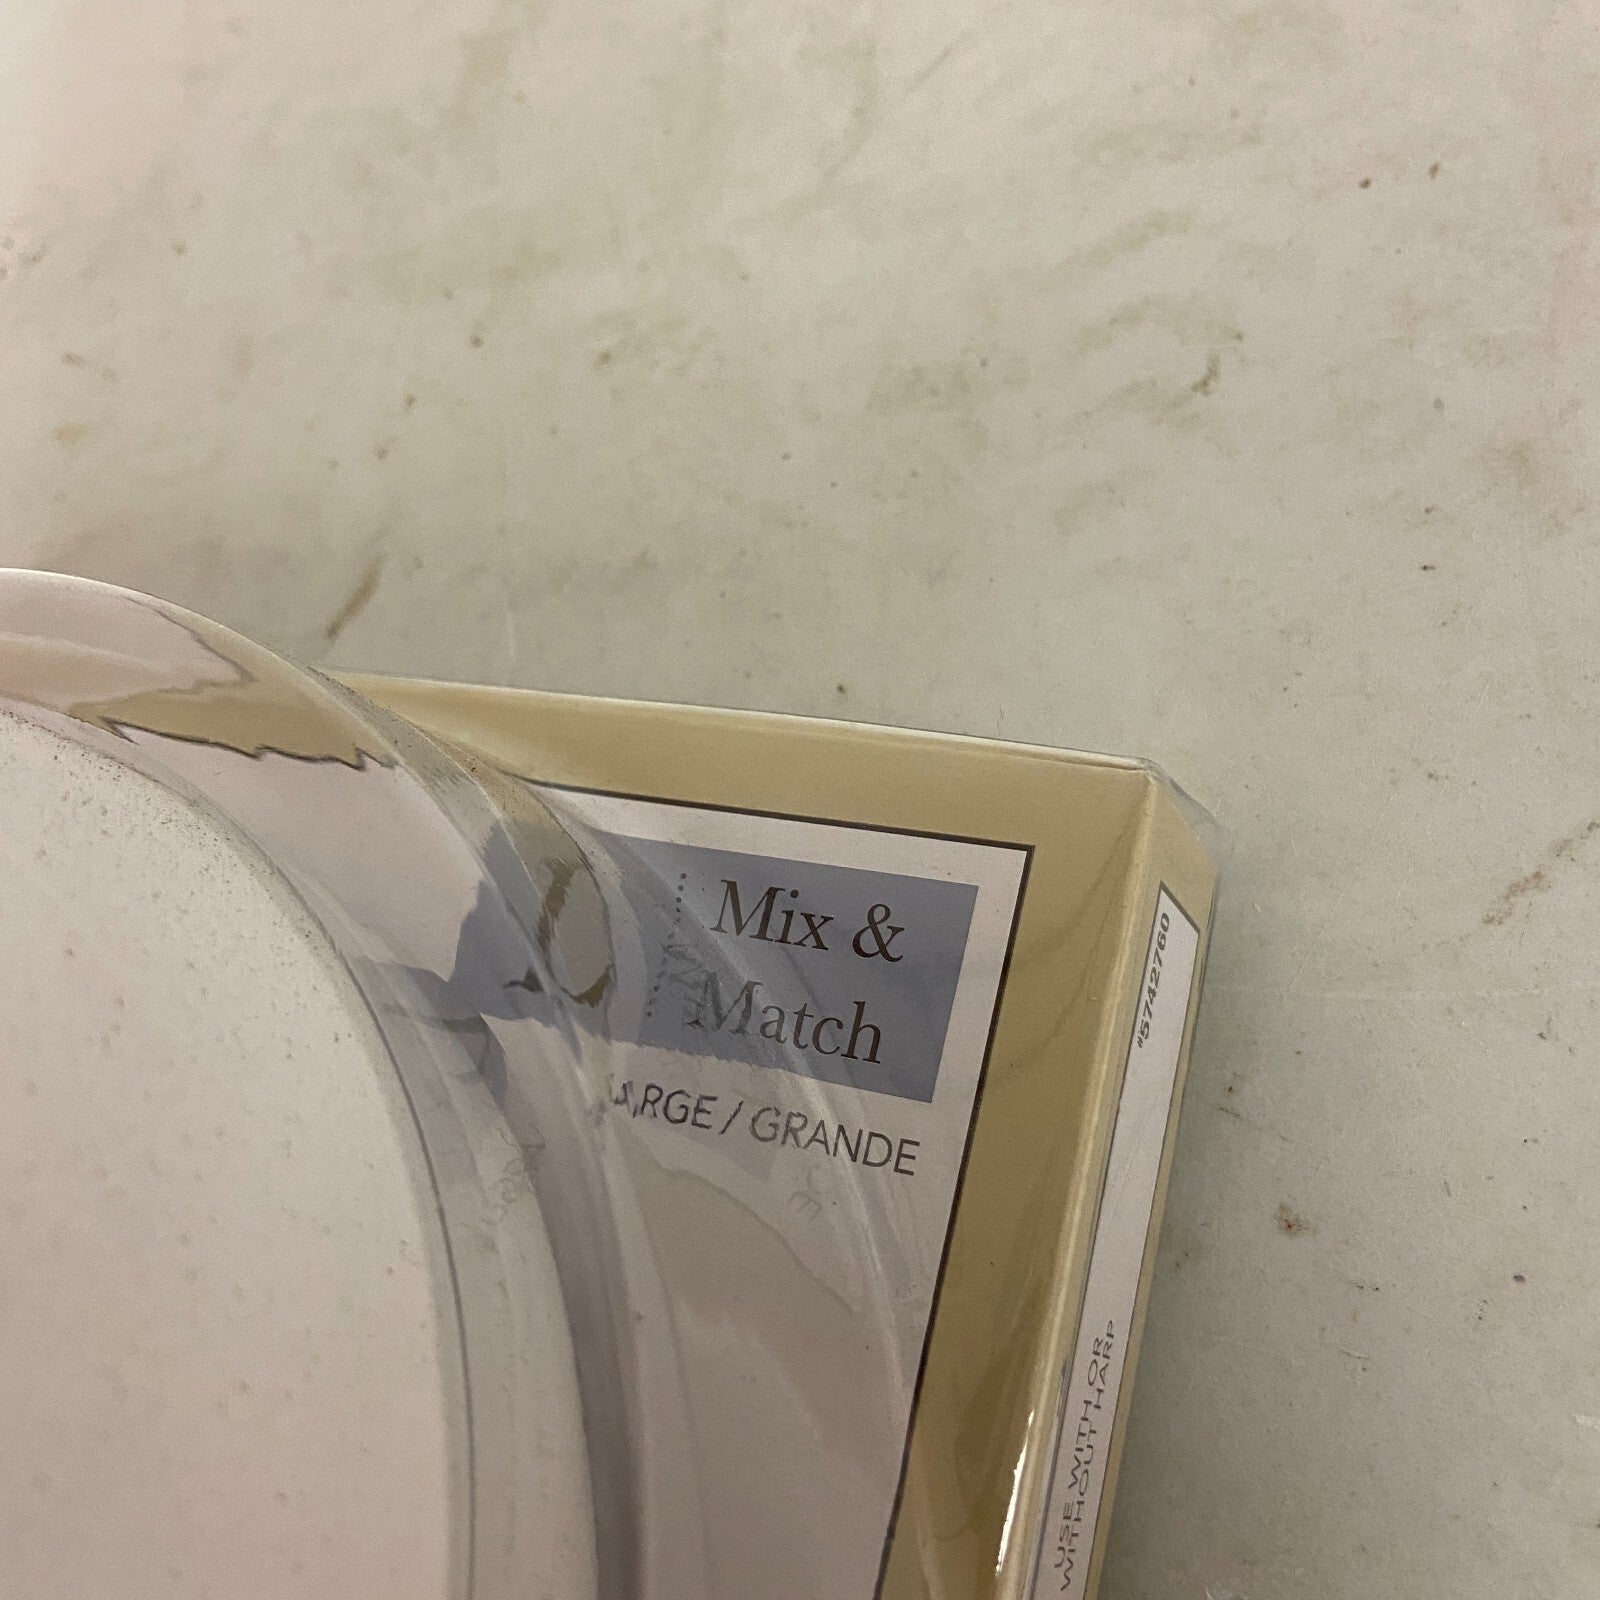 Mix &
Match
LARGE / GRANDE
#5742760
USE WITH OR
WITHOUT HARP